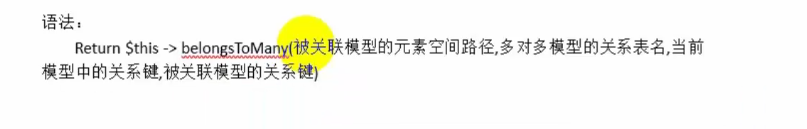 语法：
Return $this -> belongsToMany(被关联模型的元素空间路径,多对多模型的关系表名,当前
模型中的关系键,被关联模型的关系键)